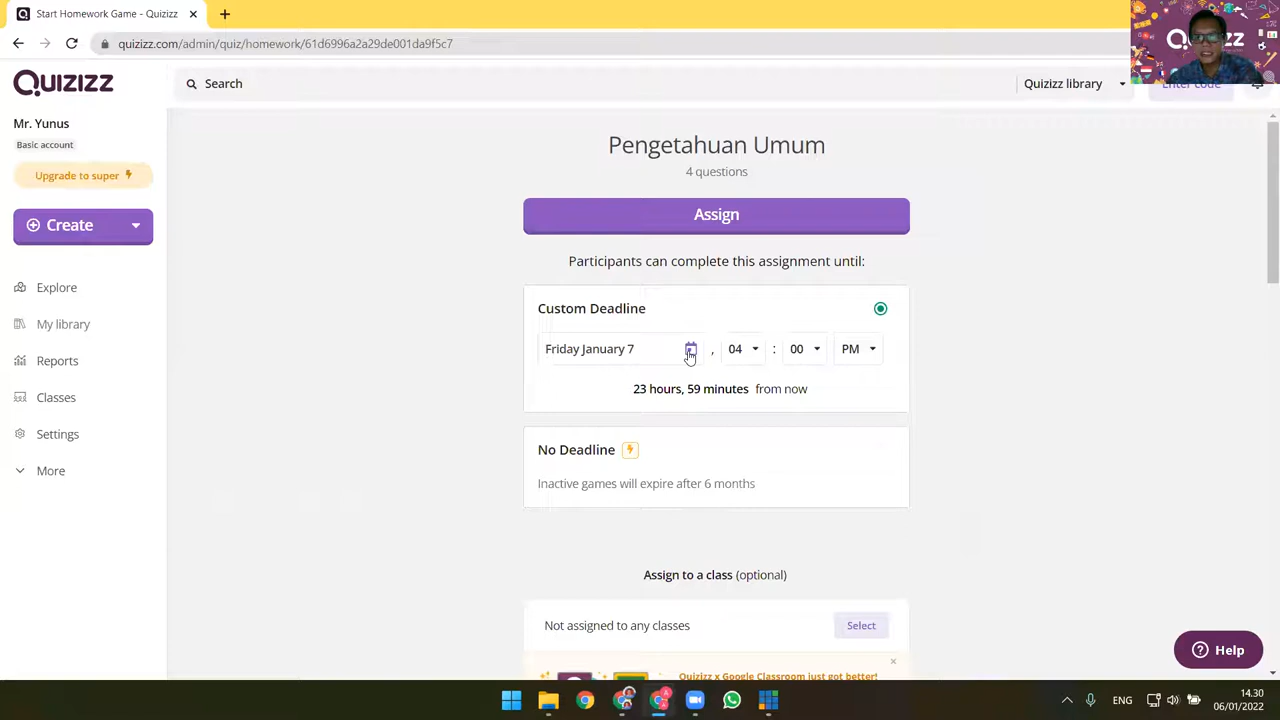 Start Homework Game - Quizizz
quizizz.com/admin/quiz/homework/61d6996a2a29de001da9f5c7
Quizizz
Search
Quizizz library
Enter code
Mr. Yunus
Basic account
Upgrade to super
Create
Explore
My library
Reports
Classes
Settings
More
Pengetahuan Umum
4 questions
Assign
Participants can complete this assignment until:
Custom Deadline
Friday January 7 , 04 : 00 PM
23 hours, 59 minutes from now
No Deadline
Inactive games will expire after 6 months
Assign to a class (optional)
Not assigned to any classes
Select
Quizizz x Google Classroom just got better!
Help
ENG
14.30
06/01/2022